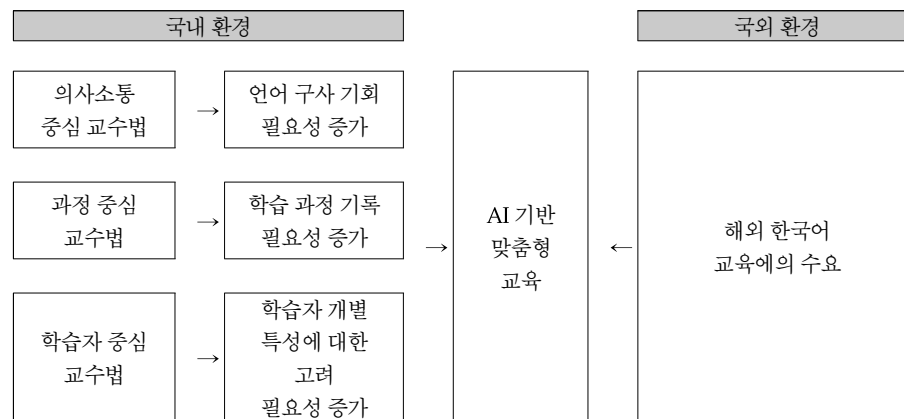 국내 환경
국외 환경
의사소통
중심 교수법
→
언어 구사 기회
필요성 증가
과정 중심
교수법
→
학습 과정 기록
필요성 증가
학습자 중심
교수법
→
학습자 개별
특성에 대한
고려
필요성 증가
→
AI 기반
맞춤형
교육
←
해외 한국어
교육에의 수요